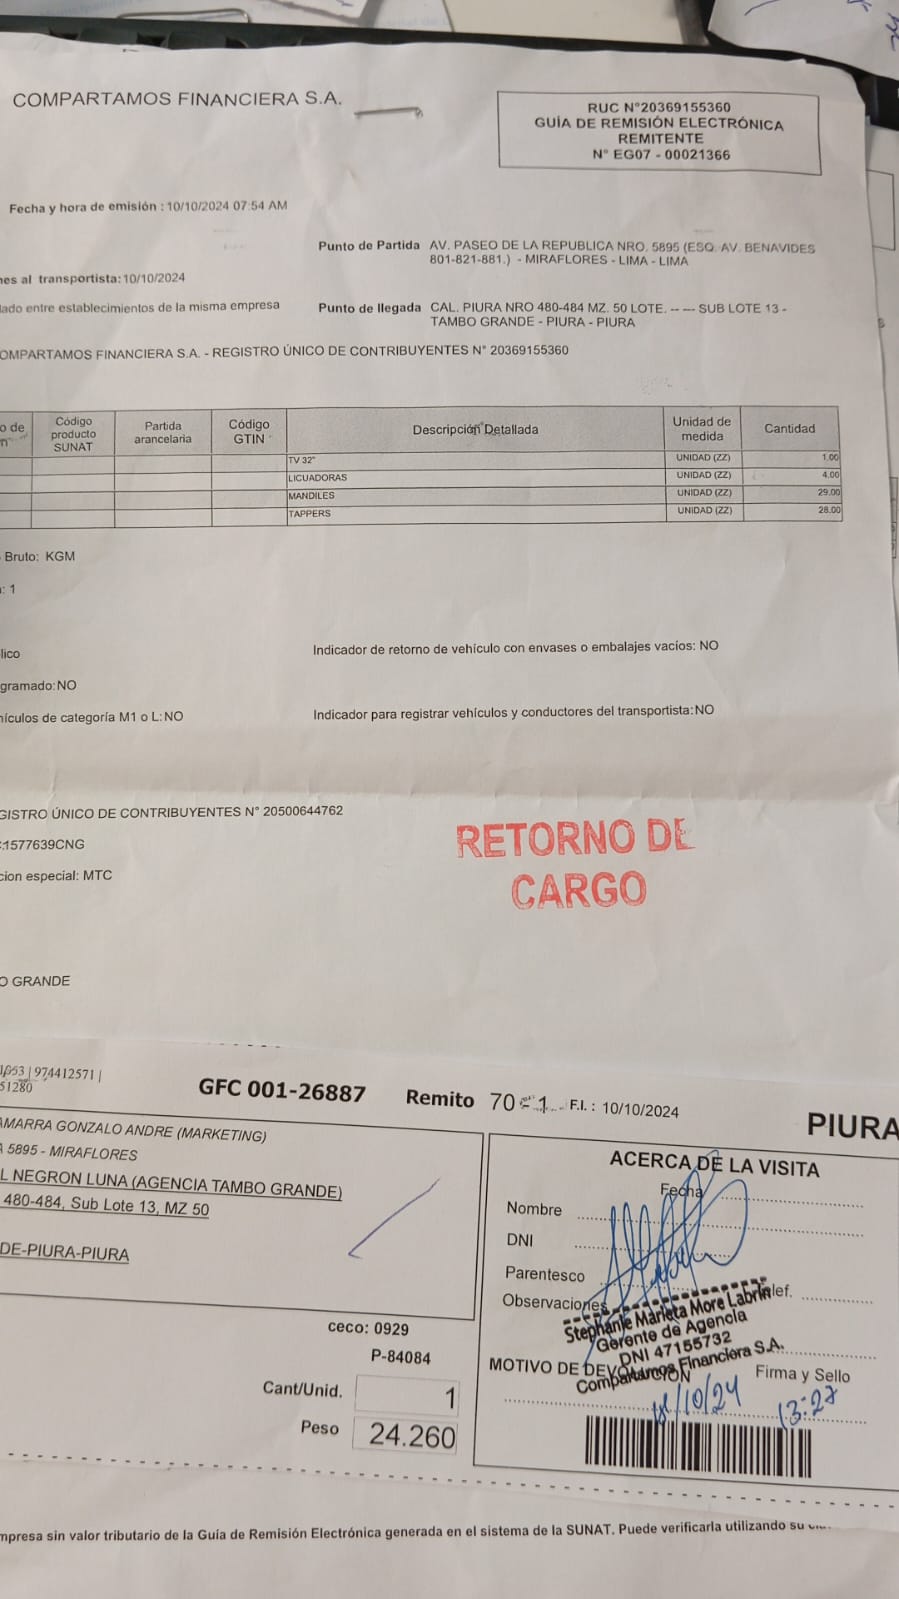 COMPARTAMOS FINANCIERA S.A.
RUC N°20369155360
GUÍA DE REMISIÓN ELECTRÓNICA
REMITENTE
N° EG07 - 00021366
Fecha y hora de emisión : 10/10/2024 07:54 AM
Punto de Partida AV. PASEO DE LA REPUBLICA NRO. 5895 (ESQ. AV. BENAVIDES
801-821-881.) - MIRAFLORES - LIMA - LIMA
nes al transportista:10/10/2024
lado entre establecimientos de la misma empresa
Punto de llegada CAL. PIURA NRO 480-484 MZ. 50 LOTE. -- --- SUB LOTE 13 -
TAMBO GRANDE - PIURA - PIURA
OMPARTAMOS FINANCIERA S.A. - REGISTRO ÚNICO DE CONTRIBUYENTES N° 20369155360
o de
n°
Código
producto
SUNAT
Partida
arancelaria
Código
GTIN
Descripción Detallada
Unidad de
medida
Cantidad
TV 32" UNIDAD (ZZ) 1.00
LICUADORAS UNIDAD (ZZ) 4.00
MANDILES UNIDAD (ZZ) 29.00
TAPPERS UNIDAD (ZZ) 28.00
Bruto: KGM
: 1
lico
Indicador de retorno de vehículo con envases o embalajes vacíos: NO
gramado:NO
hículos de categoría M1 o L:NO
Indicador para registrar vehículos y conductores del transportista:NO
GISTRO ÚNICO DE CONTRIBUYENTES N° 20500644762
:1577639CNG
cion especial: MTC
RETORNO DE
CARGO
O GRANDE
1053 | 974412571 |
51280
GFC 001-26887
Remito
F.I. : 10/10/2024
PIURA
AMARRA GONZALO ANDRE (MARKETING)
A 5895 - MIRAFLORES
L NEGRON LUNA (AGENCIA TAMBO GRANDE)
480-484, Sub Lote 13, MZ 50
DE-PIURA-PIURA
ceco: 0929
P-84084
Cant/Unid. 1
Peso 24.260
ACERCA DE LA VISITA
Fecha
Nombre
DNI
Parentesco
Observaciones
Telef.
Stephanie Marieta More Labrin
Gerente de Agencia
DNI 47155732
Compartamos Financiera S.A.
MOTIVO DE DEVOLUCION
Firma y Sello
/10/24
13:27
mpresa sin valor tributario de la Guía de Remisión Electrónica generada en el sistema de la SUNAT. Puede verificarla utilizando su